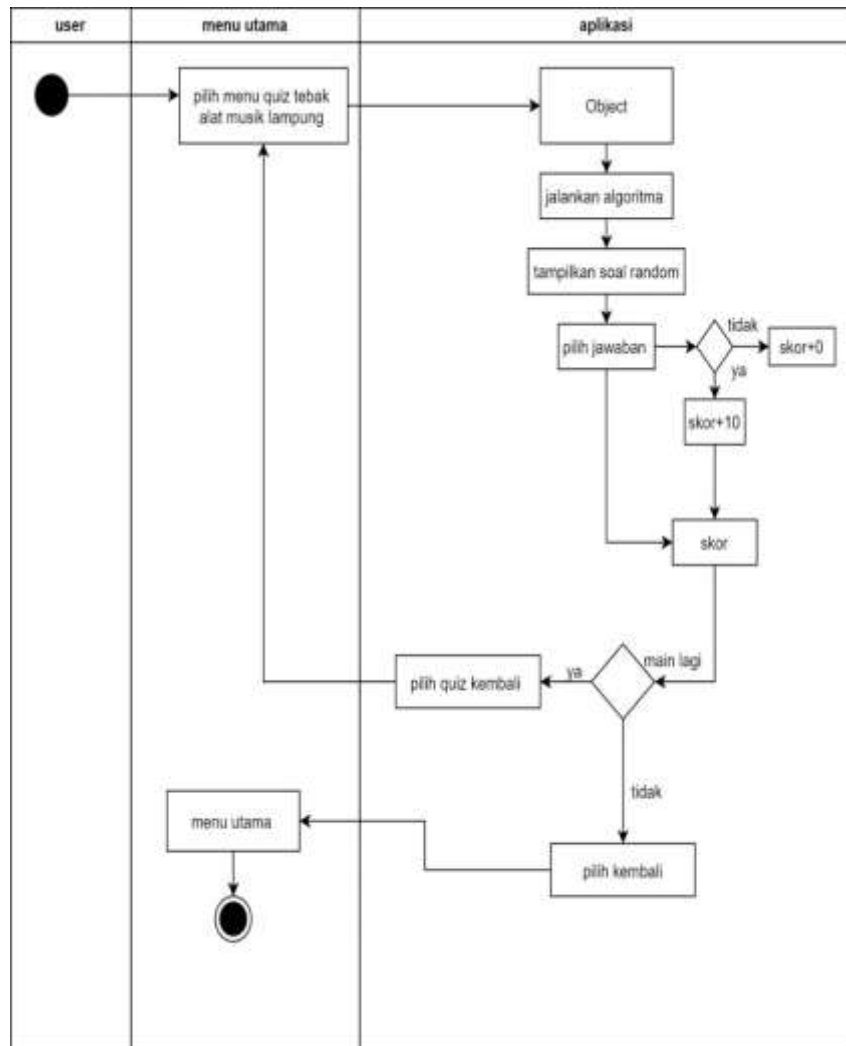 user
menu utama
aplikasi
pilih menu quiz tebak
alat musik lampung
Object
jalankan algoritma
tampilkan soal random
pilih jawaban
tidak
skor+0
ya
skor+10
skor
main lagi
ya
pilih quiz kembali
tidak
menu utama
pilih kembali